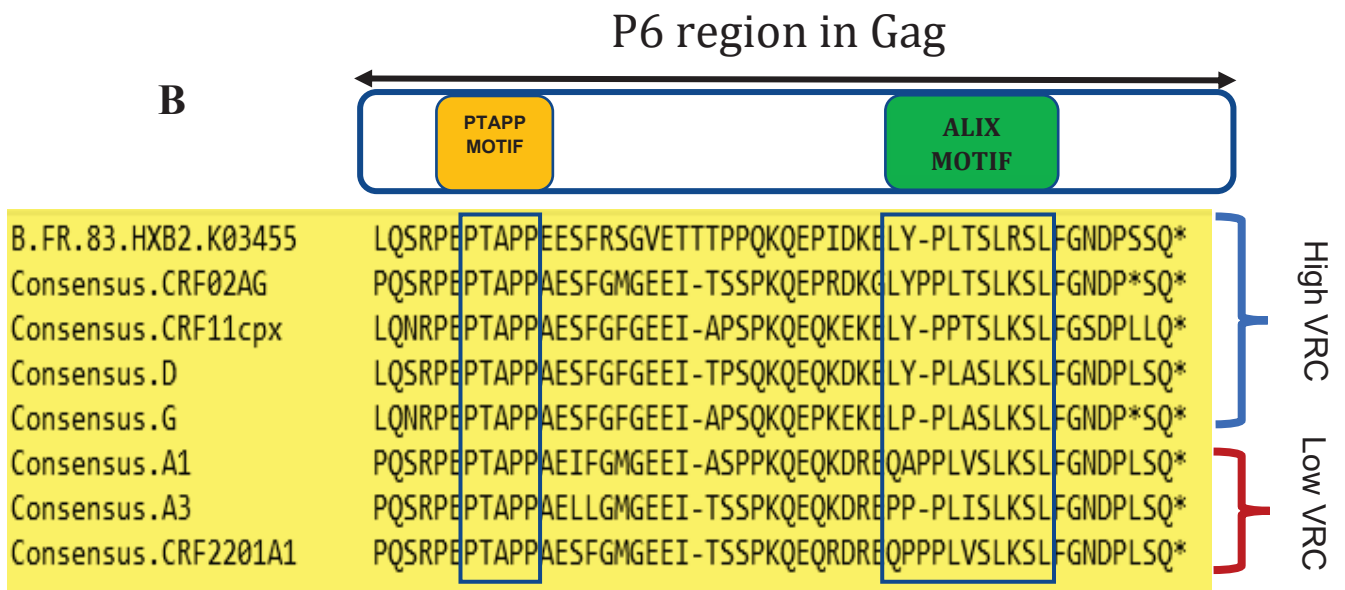 P6 region in Gag
B
PTAPP
MOTIF
ALIX
MOTIF
B.FR.83.HXB2.K03455 LQSRPEPTAPPEESFRSGVETTTPPQKQEPIDKELY-PLTSLRSLFGNDPSSQ*
Consensus.CRF02AG PQSRPEPTAPPAESFGMGEEI-TSSPKQEPRDKGLYPPLTSLKSLFGNDP*SQ*
Consensus.CRF11cpx LQNRPEPTAPPAESFGFGEEI-APSPKQEQKEKELY-PPTSLKSLFGSDPLLQ*
Consensus.D LQSRPEPTAPPAESFGFGEEI-TPSQKQEQKDKELY-PLASLKSLFGNDPLSQ*
Consensus.G LQNRPEPTAPPAESFGFGEEI-APSQKQEPKEKELP-PLASLKSLFGNDP*SQ*
Consensus.A1 PQSRPEPTAPPAEIFGMGEEI-ASPPKQEQKDREQAPPLVSLKSLFGNDPLSQ*
Consensus.A3 PQSRPEPTAPPAELLGMGEEI-TSSPKQEQKDREPP-PLISLKSLFGNDPLSQ*
Consensus.CRF2201A1 PQSRPEPTAPPAESFGMGEEI-TSSPKQEQRDREQPPPLVSLKSLFGNDPLSQ*
High VRC
Low VRC